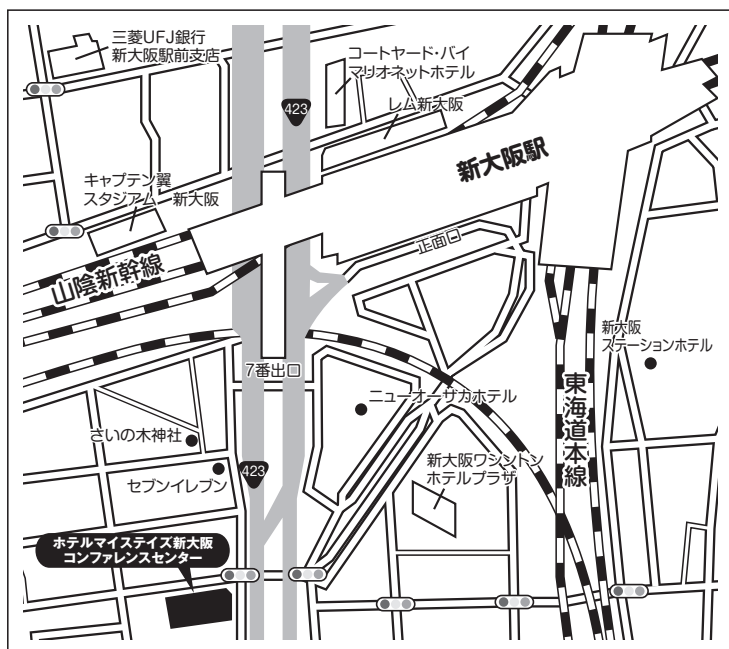 三菱UFJ銀行
新大阪駅前支店
コートヤード・バイ
マリオネットホテル
423
レム新大阪
新大阪駅
キャプテン翼
スタジアム 新大阪
正面口
山陰新幹線
新大阪
ステーションホテル
7番出口
東海道本線
ニューオーサカホテル
さいの木神社
新大阪ワシントン
ホテルプラザ
423
セブンイレブン
ホテルマイステイズ新大阪
コンファレンスセンター